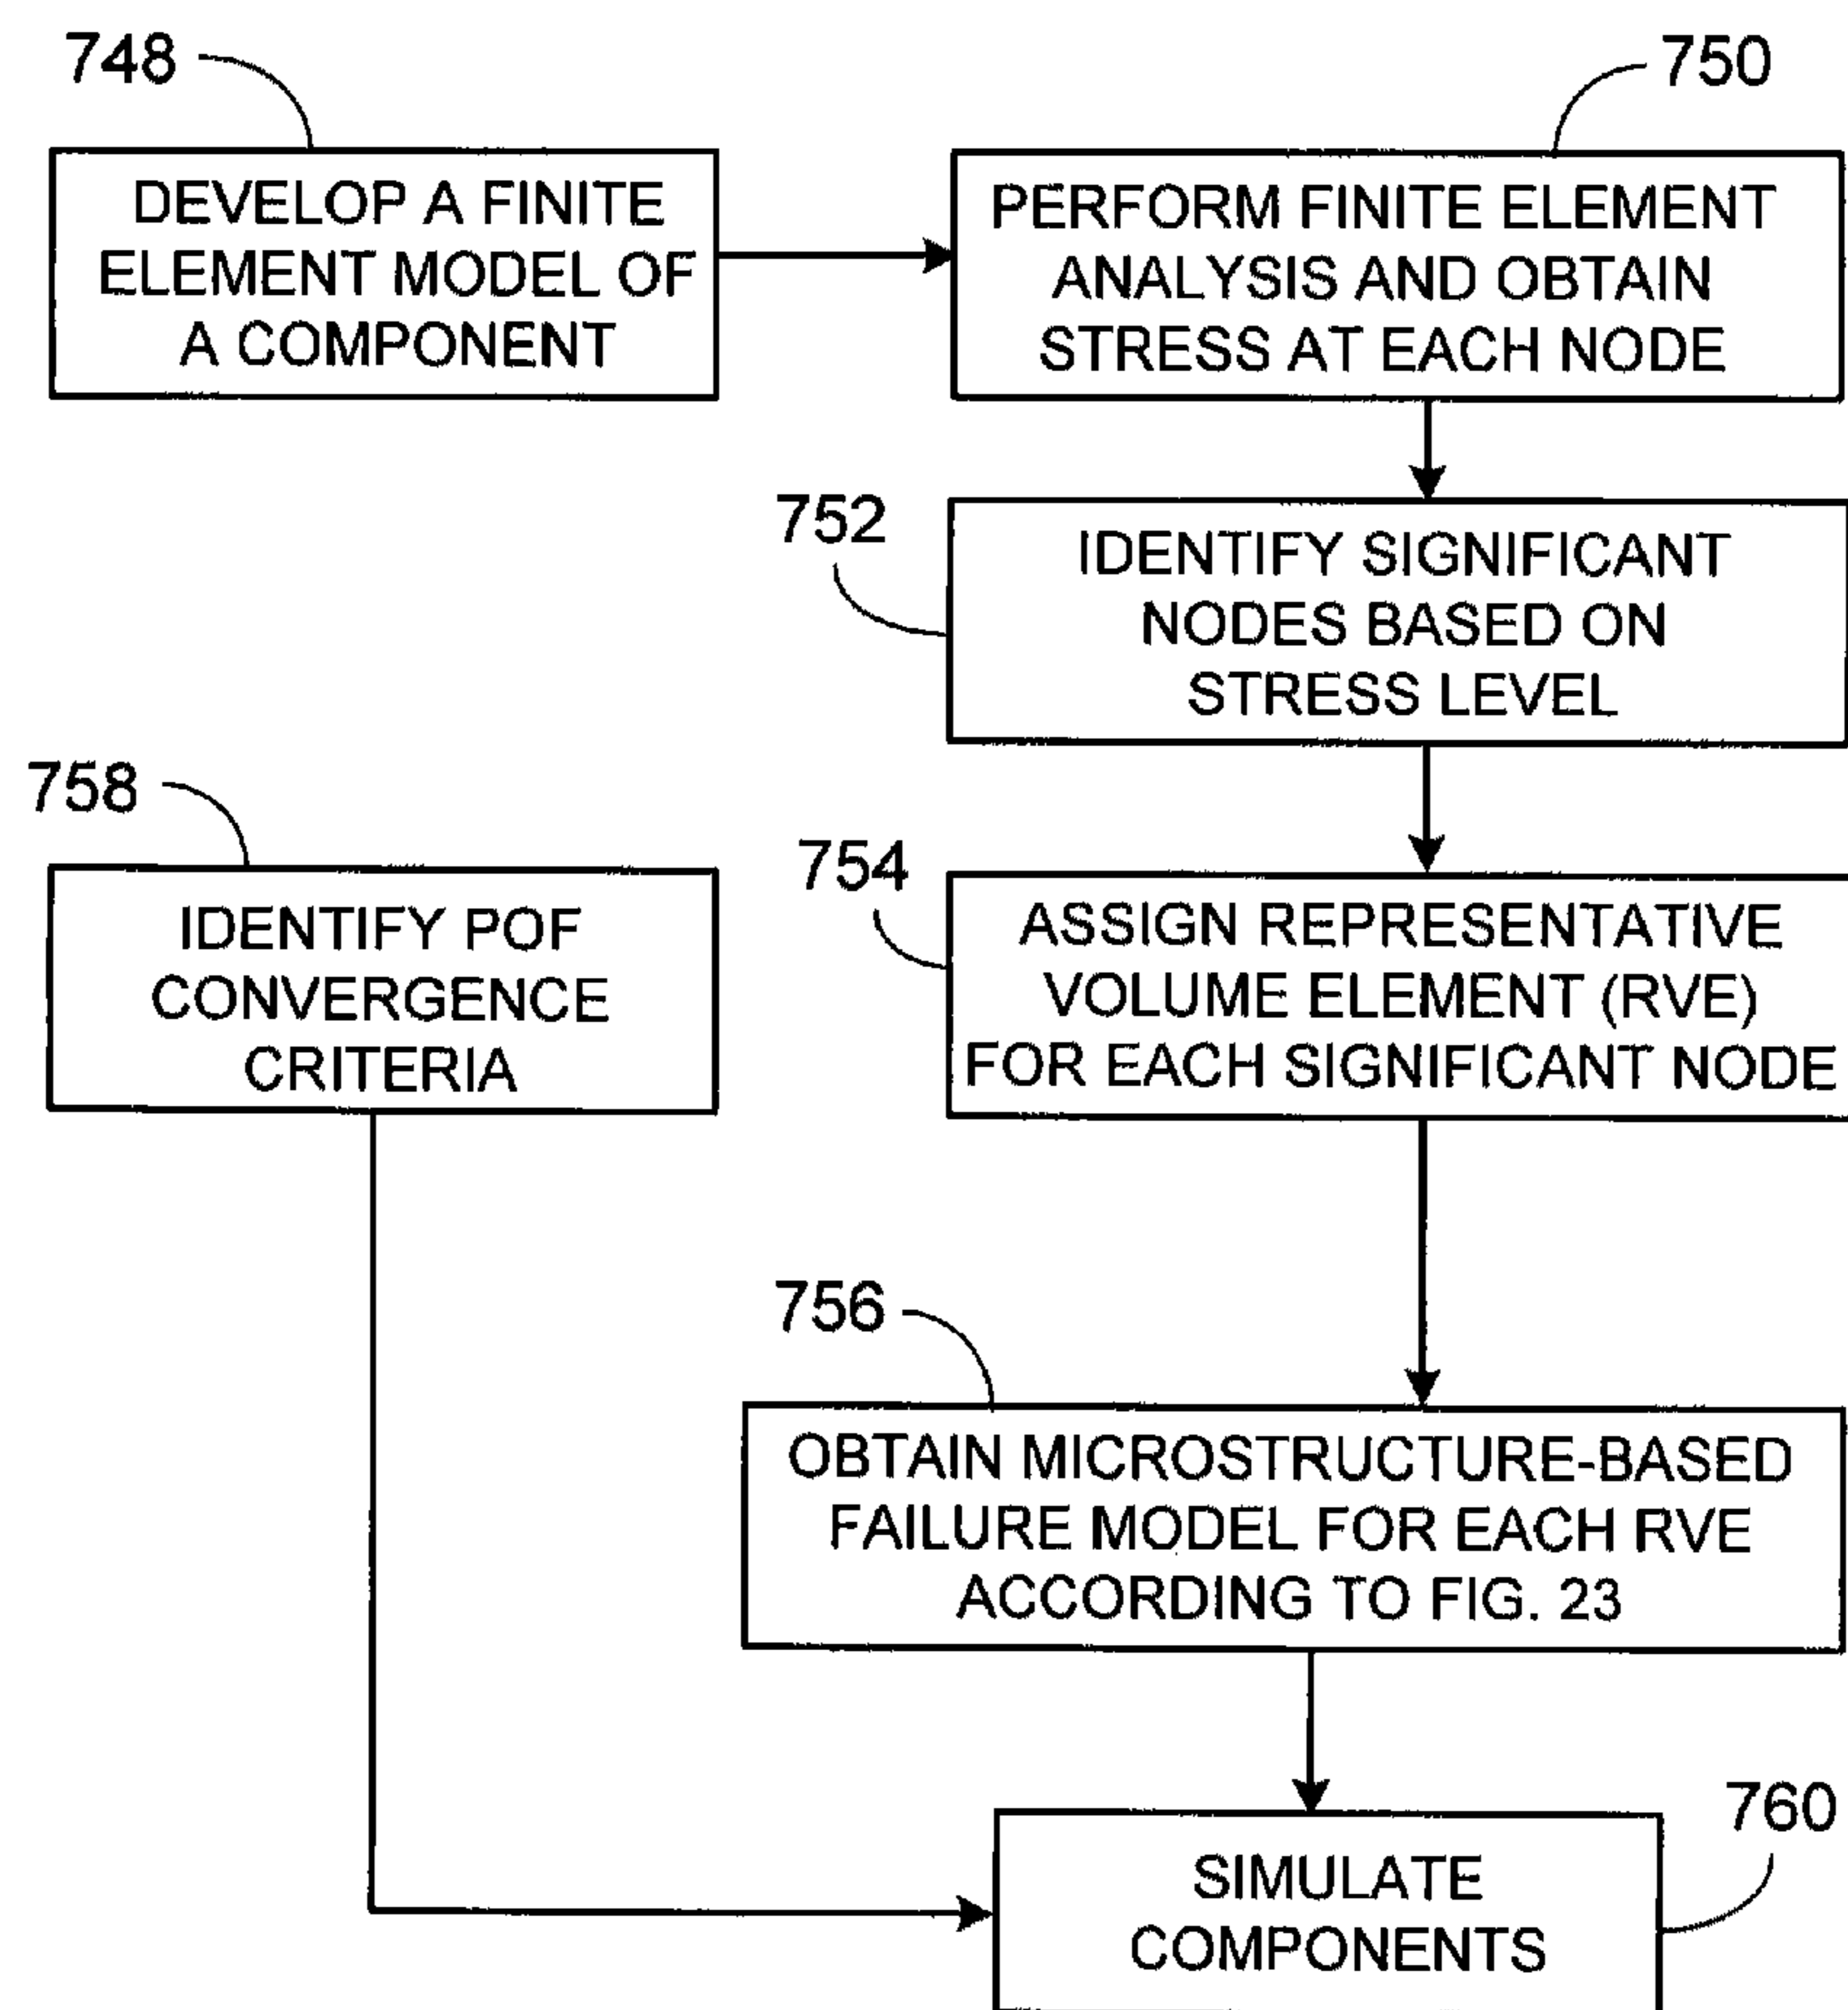 748
DEVELOP A FINITE
ELEMENT MODEL OF
A COMPONENT
750
PERFORM FINITE ELEMENT
ANALYSIS AND OBTAIN
STRESS AT EACH NODE
752
IDENTIFY SIGNIFICANT
NODES BASED ON
STRESS LEVEL
758
IDENTIFY POF
CONVERGENCE
CRITERIA
754
ASSIGN REPRESENTATIVE
VOLUME ELEMENT (RVE)
FOR EACH SIGNIFICANT NODE
756
OBTAIN MICROSTRUCTURE-BASED
FAILURE MODEL FOR EACH RVE
ACCORDING TO FIG. 23
760
SIMULATE
COMPONENTS